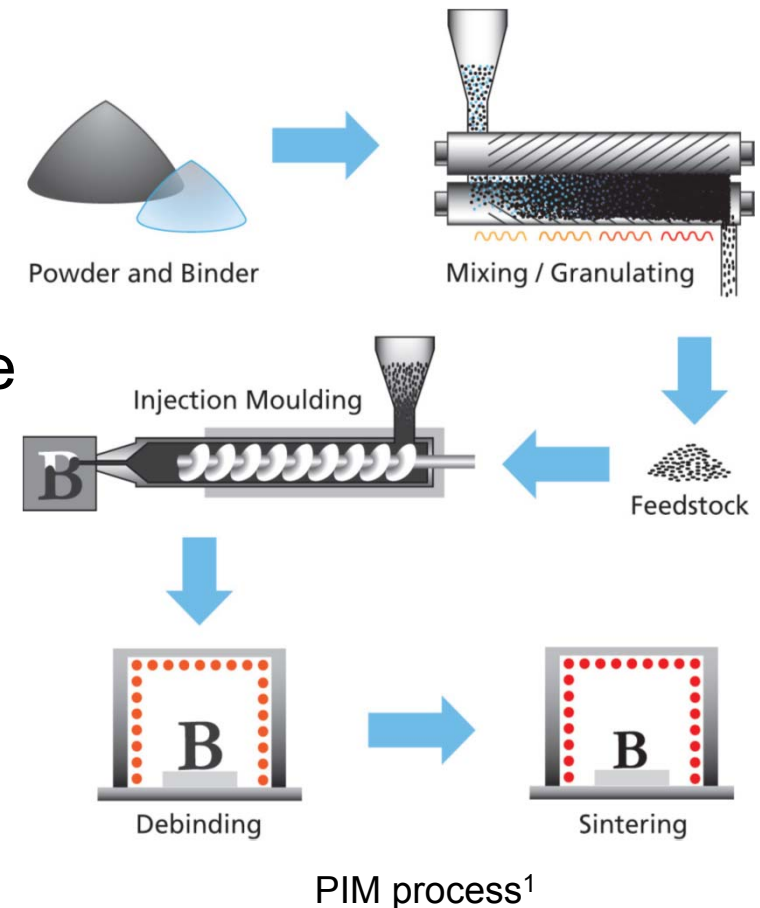 Powder and Binder
Mixing / Granulating
e
Injection Moulding
B
Feedstock
B
Debinding
B
Sintering
PIM process¹